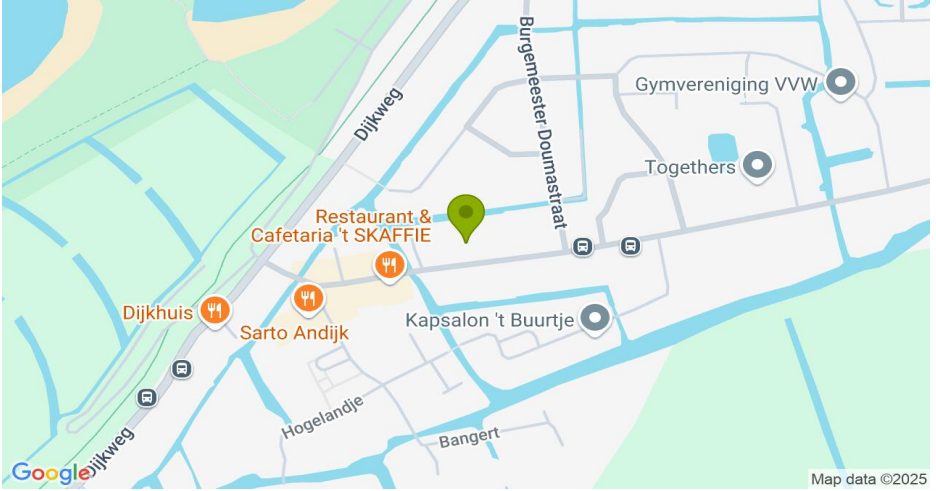 Burgemeester Doumastraat
Gymvereniging VVW
Dijkweg
Togethers
Restaurant &
Cafetaria 't SKAFFIE
Dijkhuis
Sarto Andijk
Kapsalon 't Buurtje
Hogelandje
Bangert
Dijkweg
Google
Map data ©2025